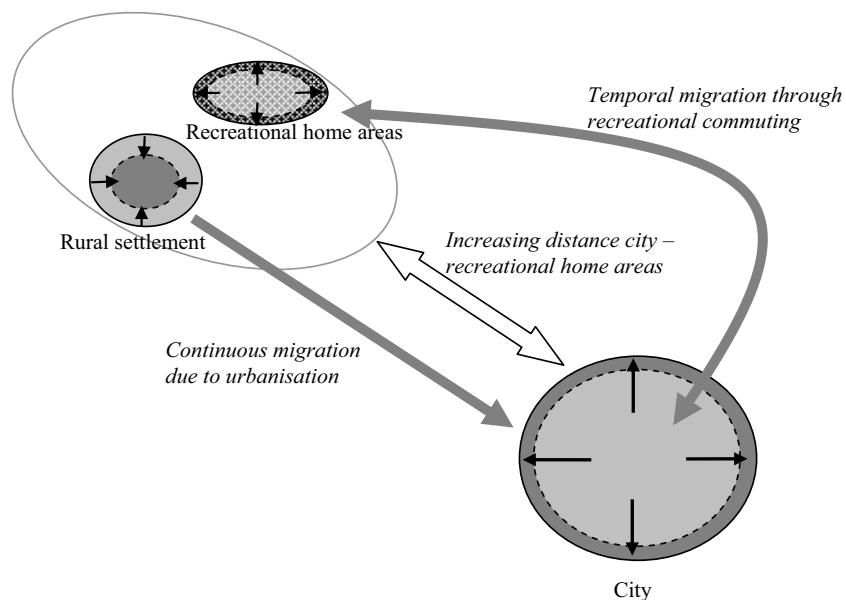 Temporal migration through
recreational commuting
Recreational home areas
Rural settlement
Increasing distance city –
recreational home areas
Continuous migration
due to urbanisation
City